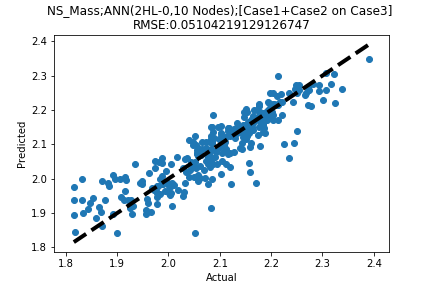 NS_Mass;ANN(2HL-0,10 Nodes);[Case1+Case2 on Case3]
RMSE:0.05104219129126747
2.4
2.3
2.2
2.1
2.0
1.9
1.8
Predicted
1.8 1.9 2.0 2.1 2.2 2.3 2.4
Actual